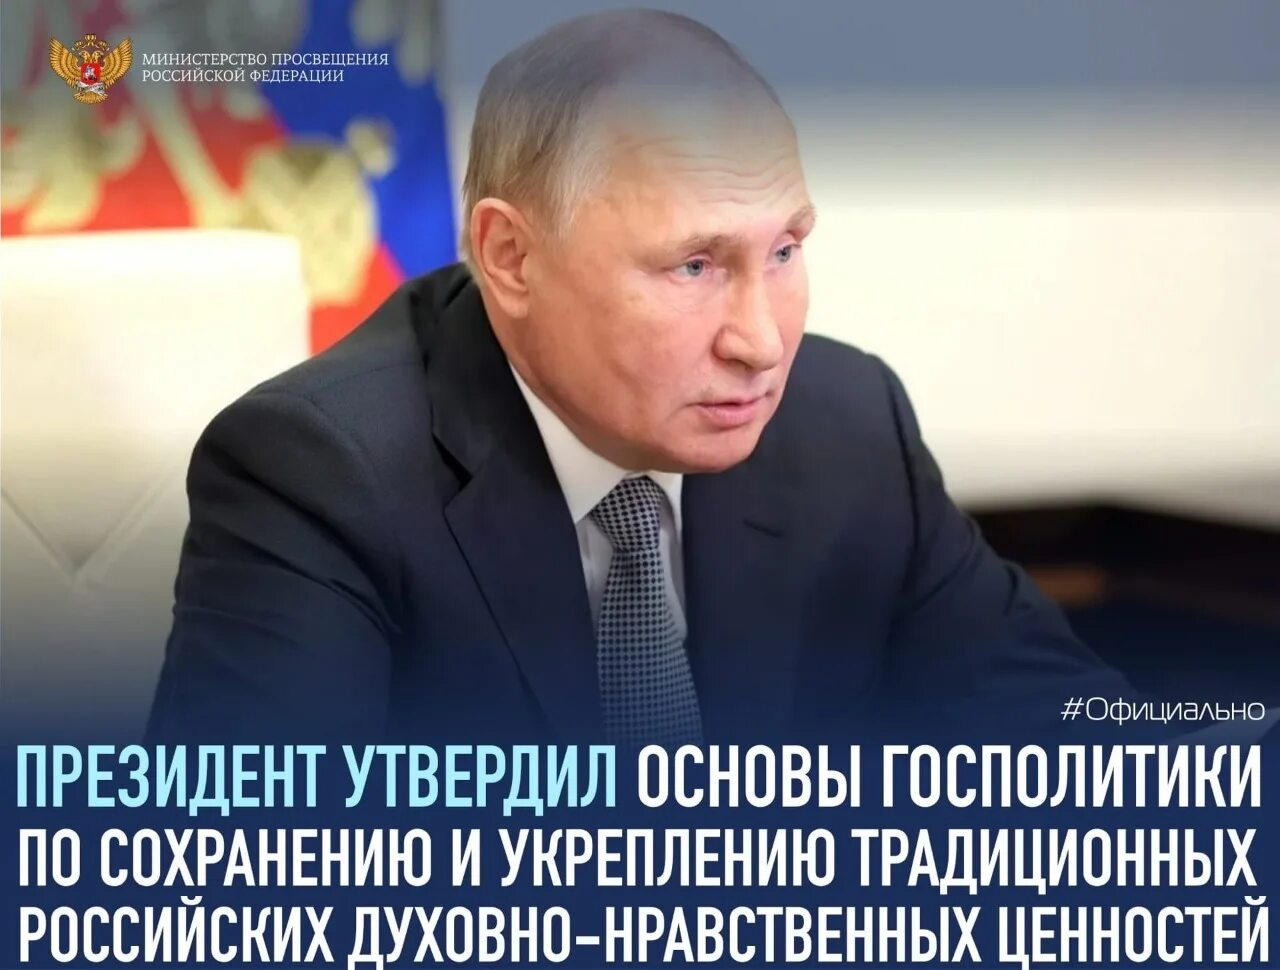 МИНИСТЕРСТВО ПРОСВЕЩЕНИЯ
РОССИЙСКОЙ ФЕДЕРАЦИИ
#Официально
ПРЕЗИДЕНТ УТВЕРДИЛ ОСНОВЫ ГОСПОЛИТИКИ
ПО СОХРАНЕНИЮ И УКРЕПЛЕНИЮ ТРАДИЦИОННЫХ
РОССИЙСКИХ ДУХОВНО-НРАВСТВЕННЫХ ЦЕННОСТЕЙ